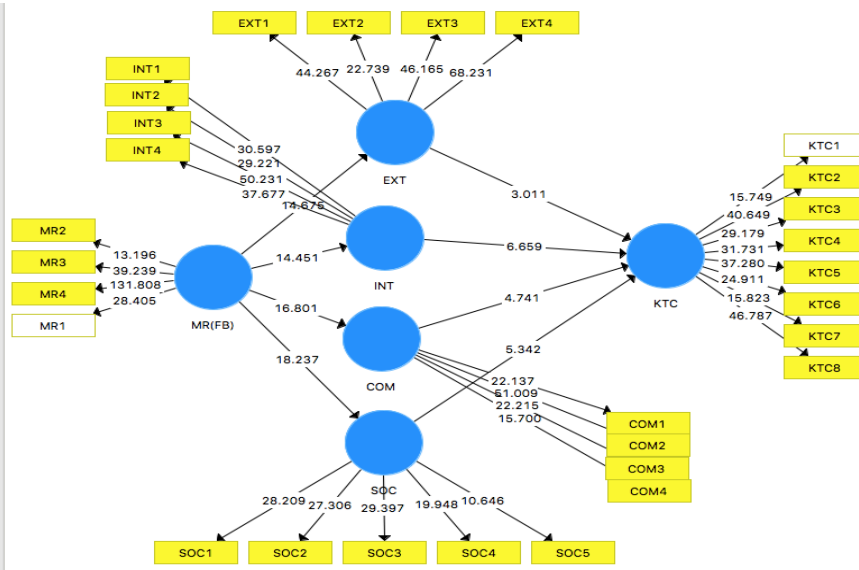 EXT1 EXT2 EXT3 EXT4
44.267 22.739 46.165 68.231
EXT
INT1
INT2
INT3
INT4
30.597
29.221
50.231
37.677
14.675
INT
MR2
MR3
MR4
MR1
13.196
39.239
131.808
28.405
MR(FB)
14.451
16.801
18.237
COM
SOC
3.011
6.659
4.741
5.342
KTC
15.749
40.649
29.179
31.731
37.280
24.911
15.823
46.787
KTC1
KTC2
KTC3
KTC4
KTC5
KTC6
KTC7
KTC8
22.137
51.009
22.215
15.700
COM1
COM2
COM3
COM4
28.209 27.306 29.397 19.948 10.646
SOC1 SOC2 SOC3 SOC4 SOC5